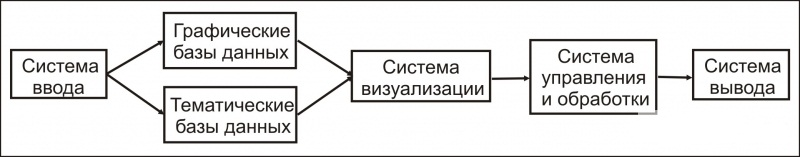 Система
ввода
Графические
базы данных
Тематические
базы данных
Система
визуализации
Система
управления
и обработки
Система
вывода